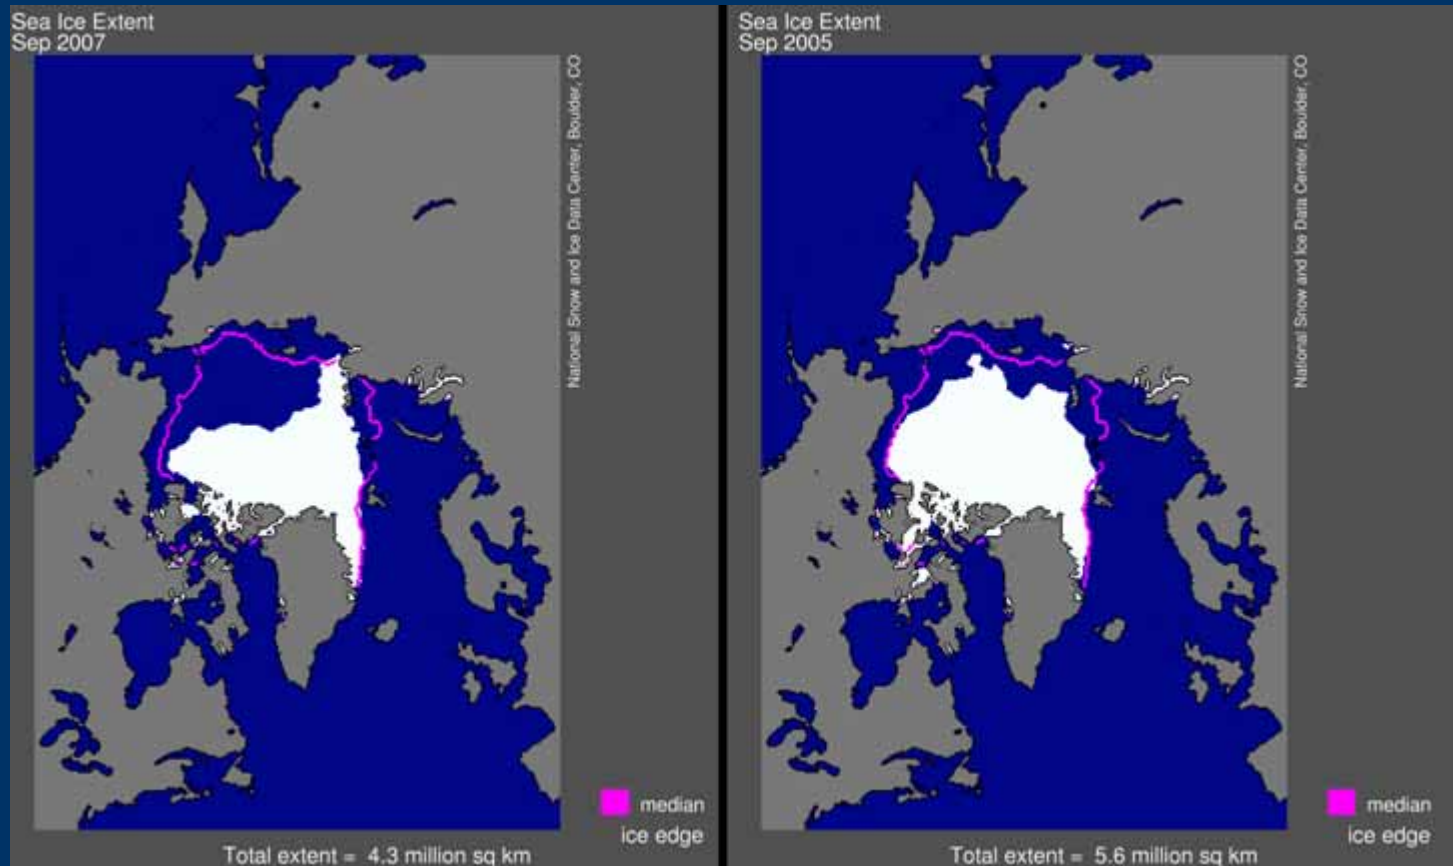 Sea Ice Extent
Sep 2007
National Snow and Ice Data Center, Boulder, CO
median
ice edge
Total extent = 4.3 million sq km
Sea Ice Extent
Sep 2005
National Snow and Ice Data Center, Boulder, CO
median
ice edge
Total extent = 5.6 million sq km